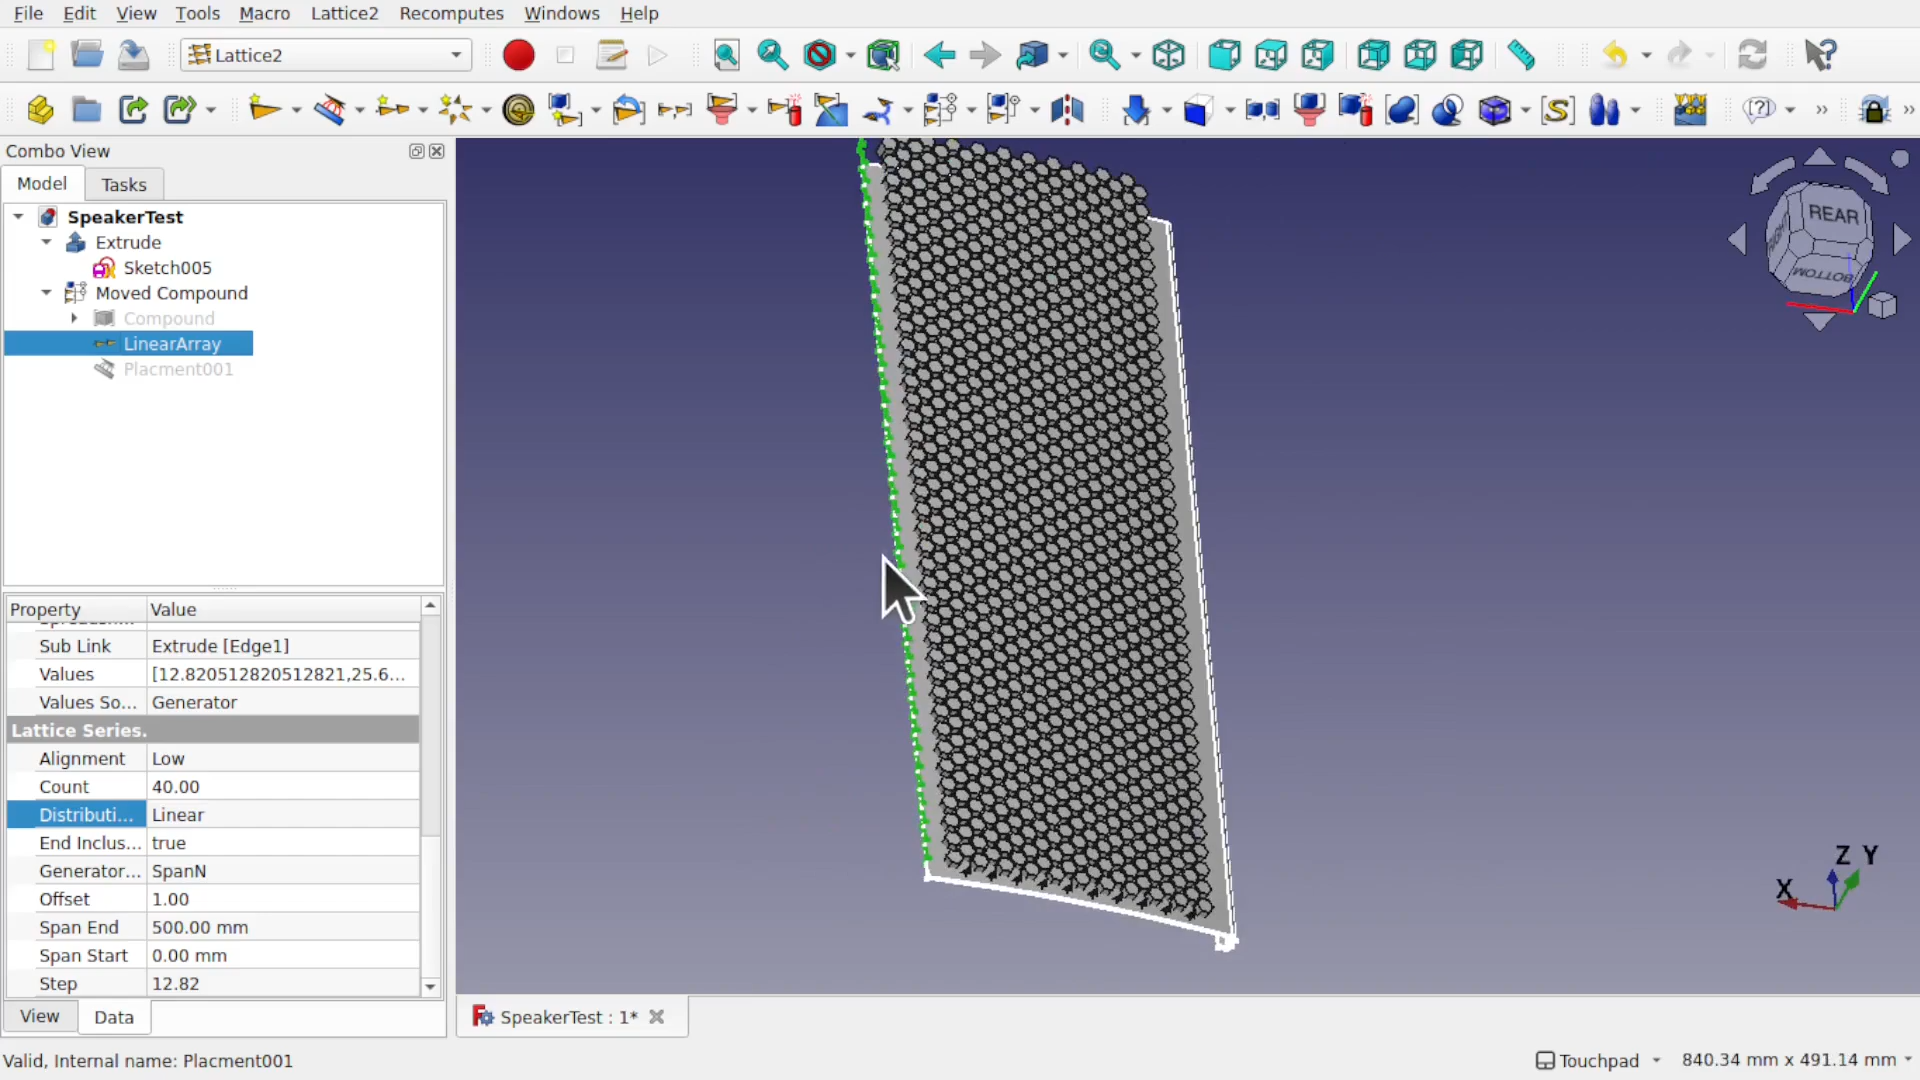 File Edit View Tools Macro Lattice2 Recomputes Windows Help
Lattice2
Combo View
Model Tasks
SpeakerTest
Extrude
Sketch005
Moved Compound
Compound
LinearArray
Placment001
Property Value
Sub Link Extrude [Edge1]
Values [12.820512820512821,25.6...
Values So... Generator
Lattice Series.
Alignment Low
Count 40.00
Distributi... Linear
End Inclus... true
Generator... SpanN
Offset 1.00
Span End 500.00 mm
Span Start 0.00 mm
Step 12.82
View Data
REAR
RIGHT
BOTTOM
Z Y
X
SpeakerTest : 1*
Valid, Internal name: Placment001
Touchpad 840.34 mm x 491.14 mm